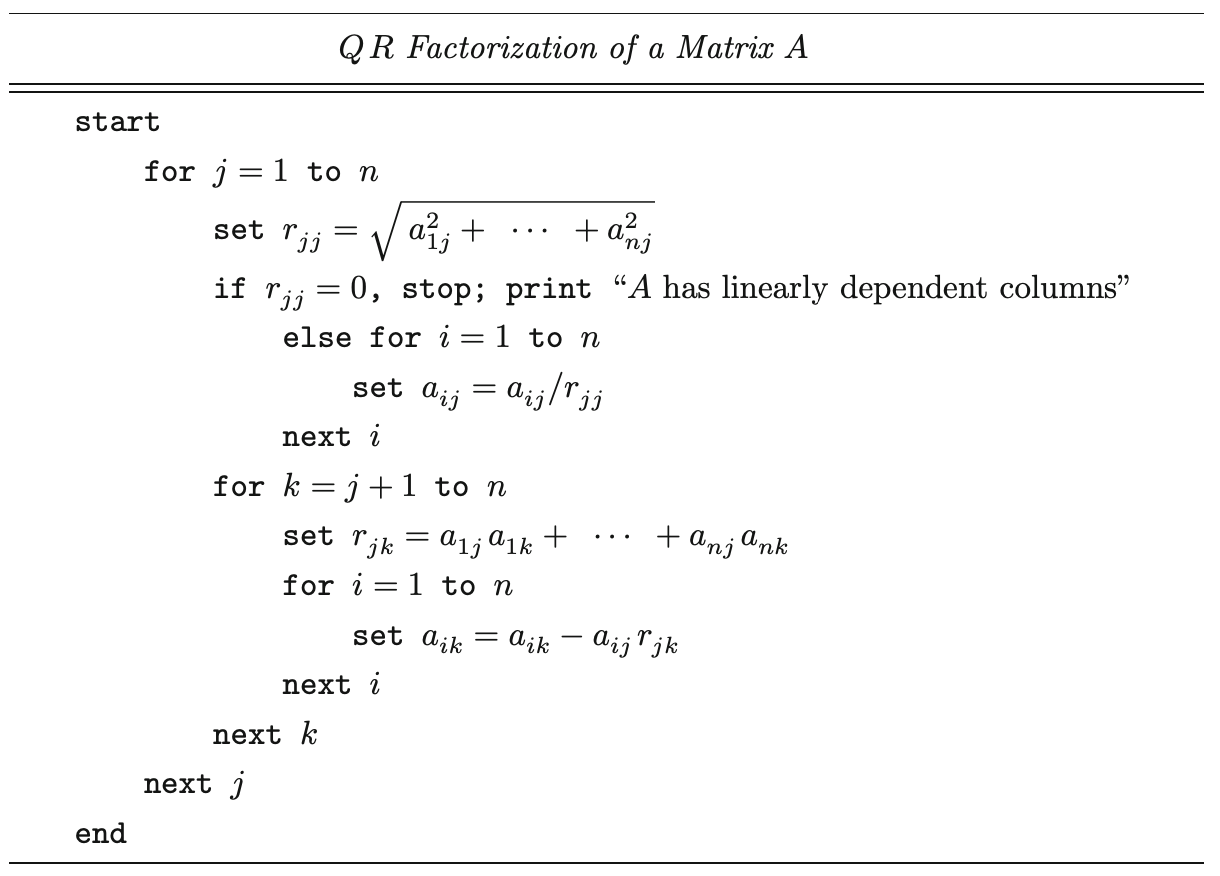 QR Factorization of a Matrix A
start
for j = 1 to n
set r_{jj} = \sqrt{a_{1j}^2 + ⋯ + a_{nj}^2}
if r_{jj} = 0, stop; print “A has linearly dependent columns”
else for i = 1 to n
set a_{ij} = a_{ij}/r_{jj}
next i
for k = j + 1 to n
set r_{jk} = a_{1j} a_{1k} + ⋯ + a_{nj} a_{nk}
for i = 1 to n
set a_{ik} = a_{ik} − a_{ij} r_{jk}
next i
next k
next j
end